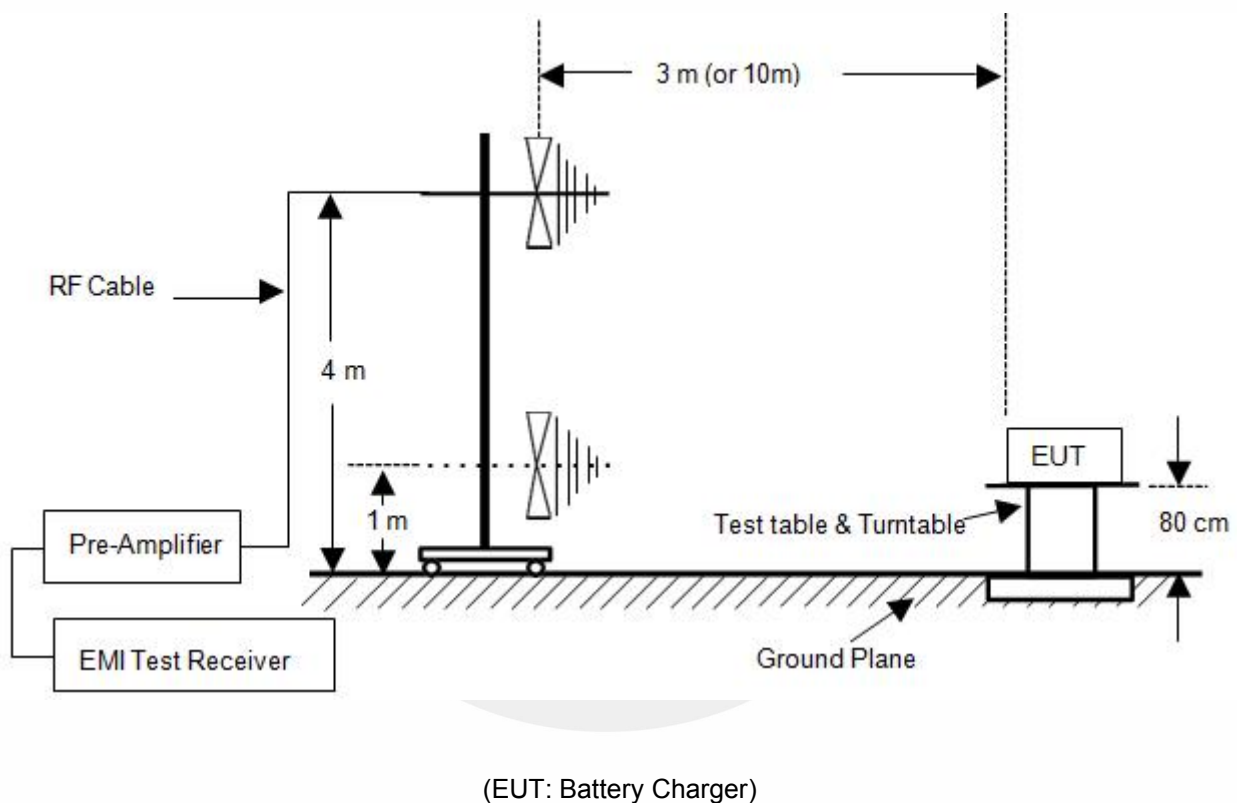 3 m (or 10m)
RF Cable
4 m
EUT
1 m
Test table & Turntable
80 cm
Pre-Amplifier
Ground Plane
EMI Test Receiver
(EUT: Battery Charger)